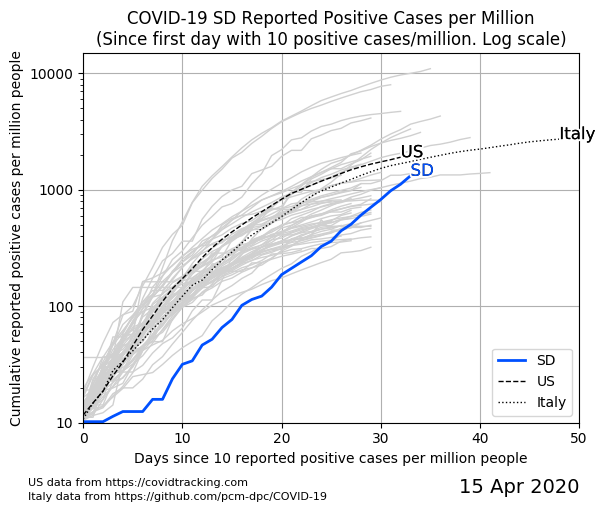 COVID-19 SD Reported Positive Cases per Million
(Since first day with 10 positive cases/million. Log scale)
Cumulative reported positive cases per million people
10000
1000
100
10
Italy
US
SD
SD
US
Italy
0 10 20 30 40 50
Days since 10 reported positive cases per million people
US data from https://covidtracking.com
Italy data from https://github.com/pcm-dpc/COVID-19
15 Apr 2020